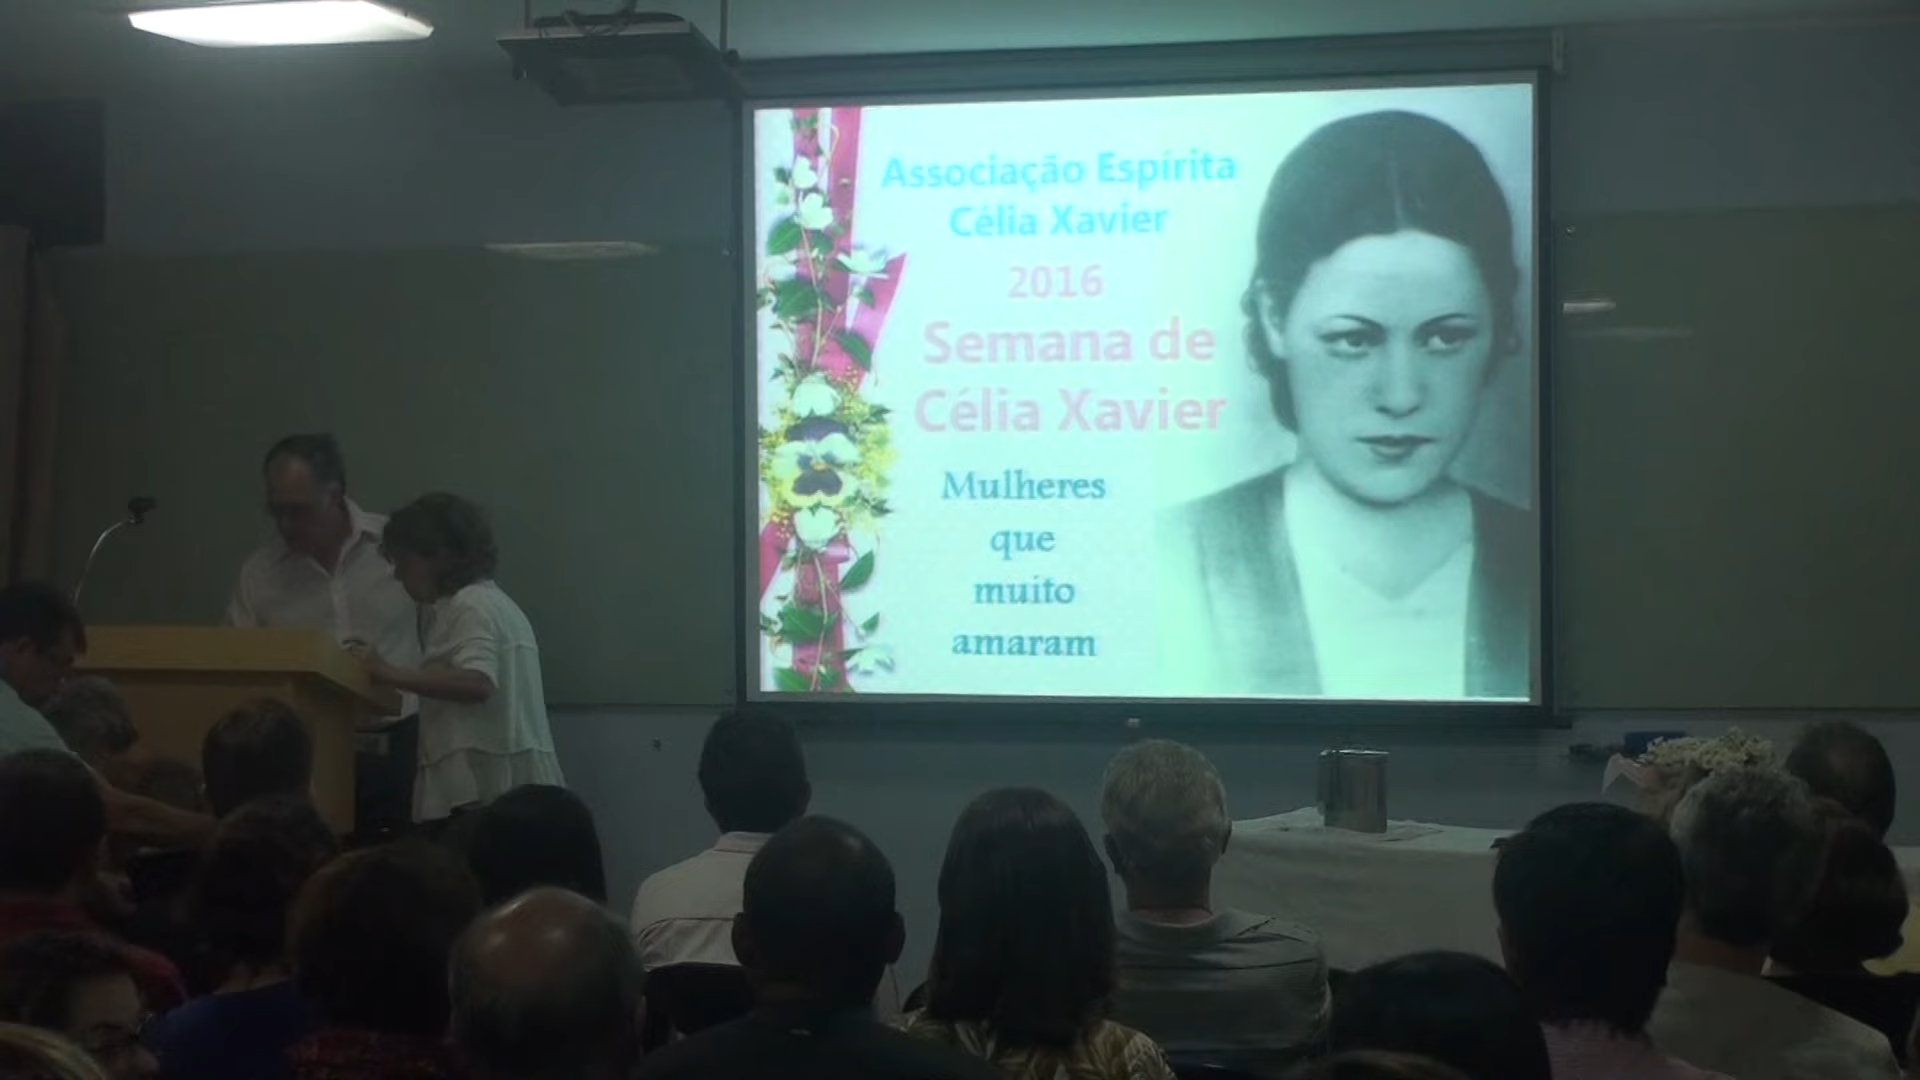 Associação Espírita
Célia Xavier
2016
Semana de
Célia Xavier
Mulheres
que
muito
amaram